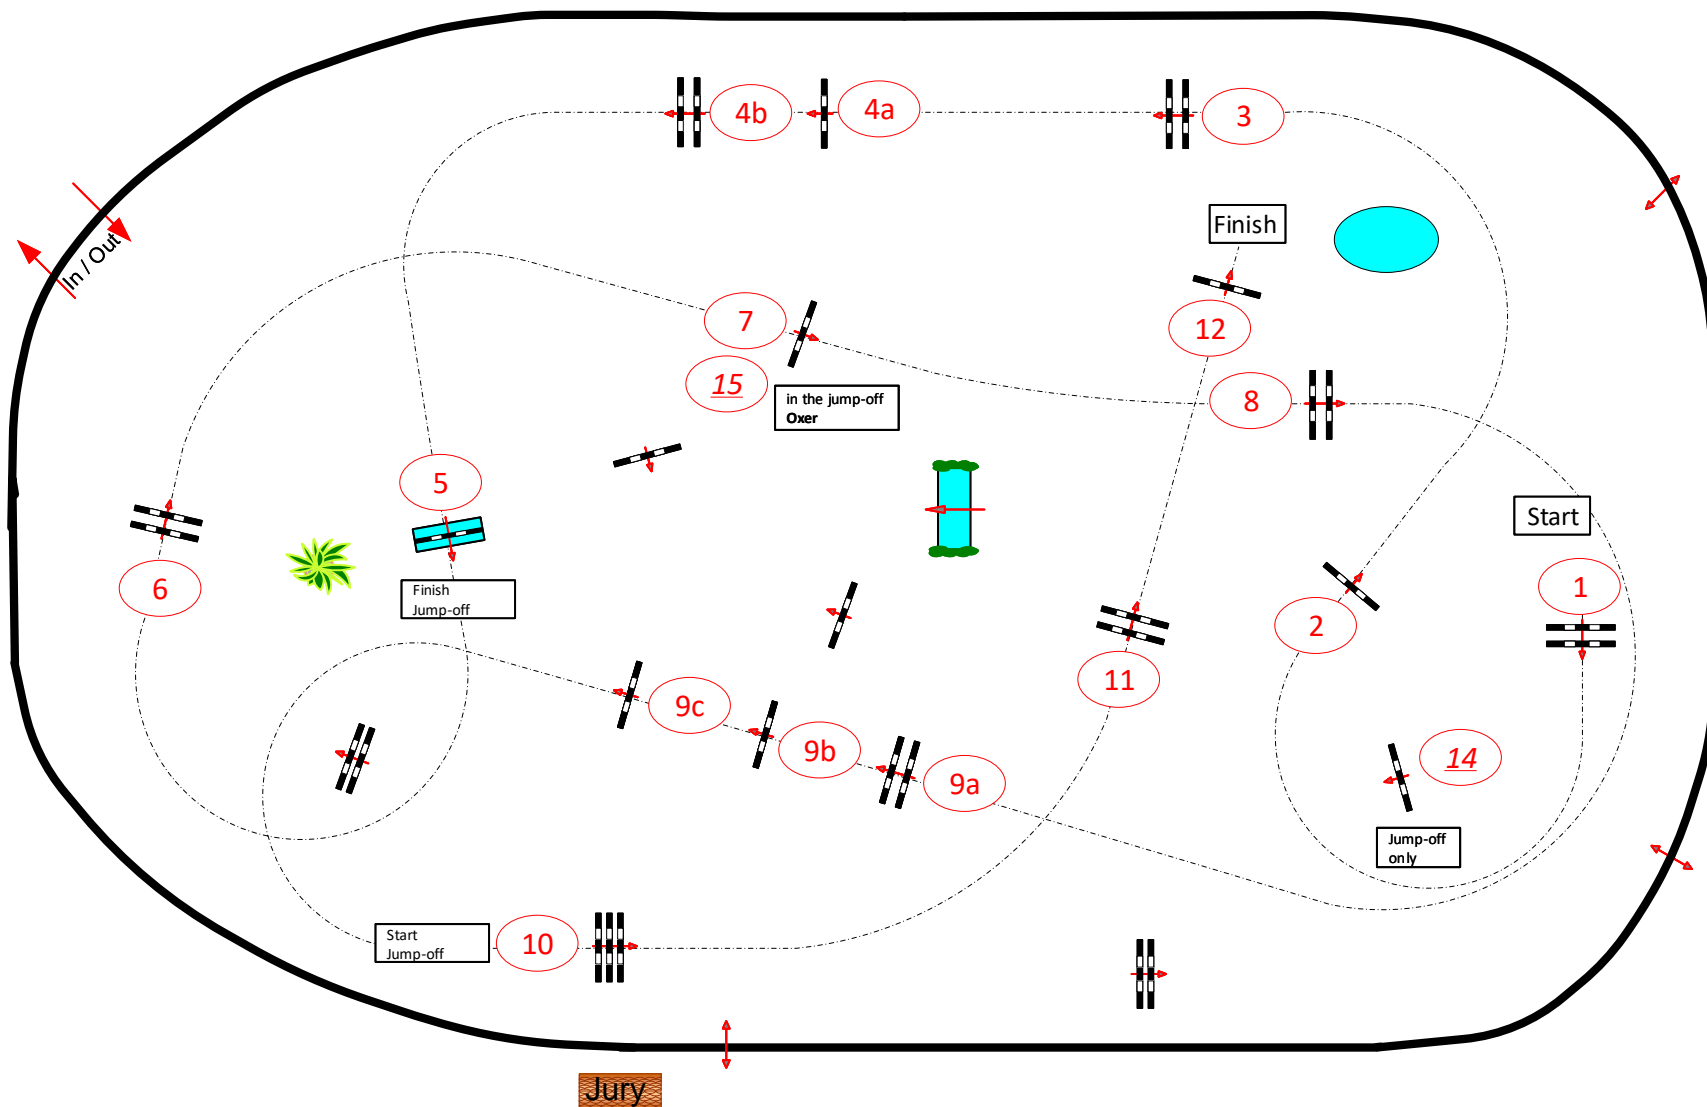 4b
4a
3
Finish
In / Out
7
12
15
in the jump-off
Oxer
8
5
Start
6
Finish
Jump-off
1
2
11
9c
9b
9a
14
Jump-off
only
Start
Jump-off
10
Jury